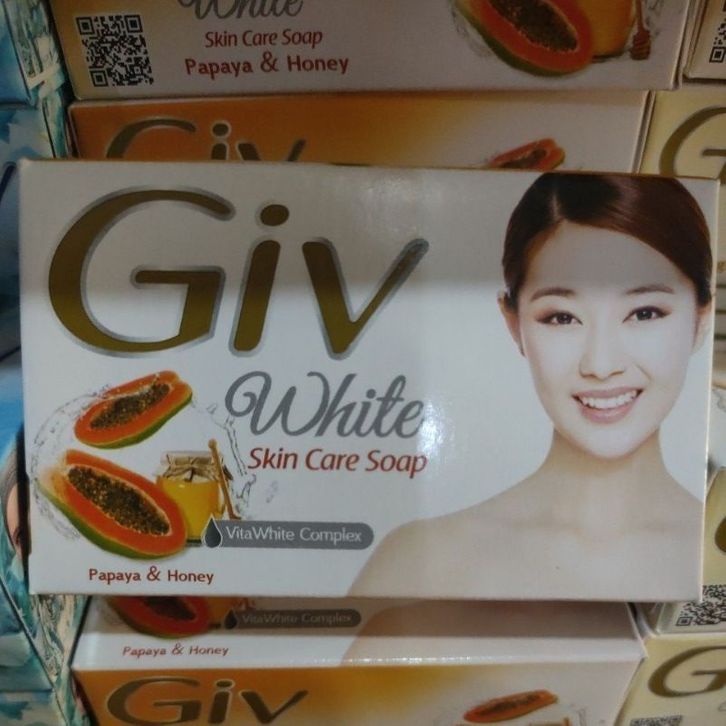 White
Skin Care Soap
Papaya & Honey
Giv
Giv
White
Skin Care Soap
VitaWhite Complex
Papaya & Honey
VitaWhite Complex
Papaya & Honey
Giv
G